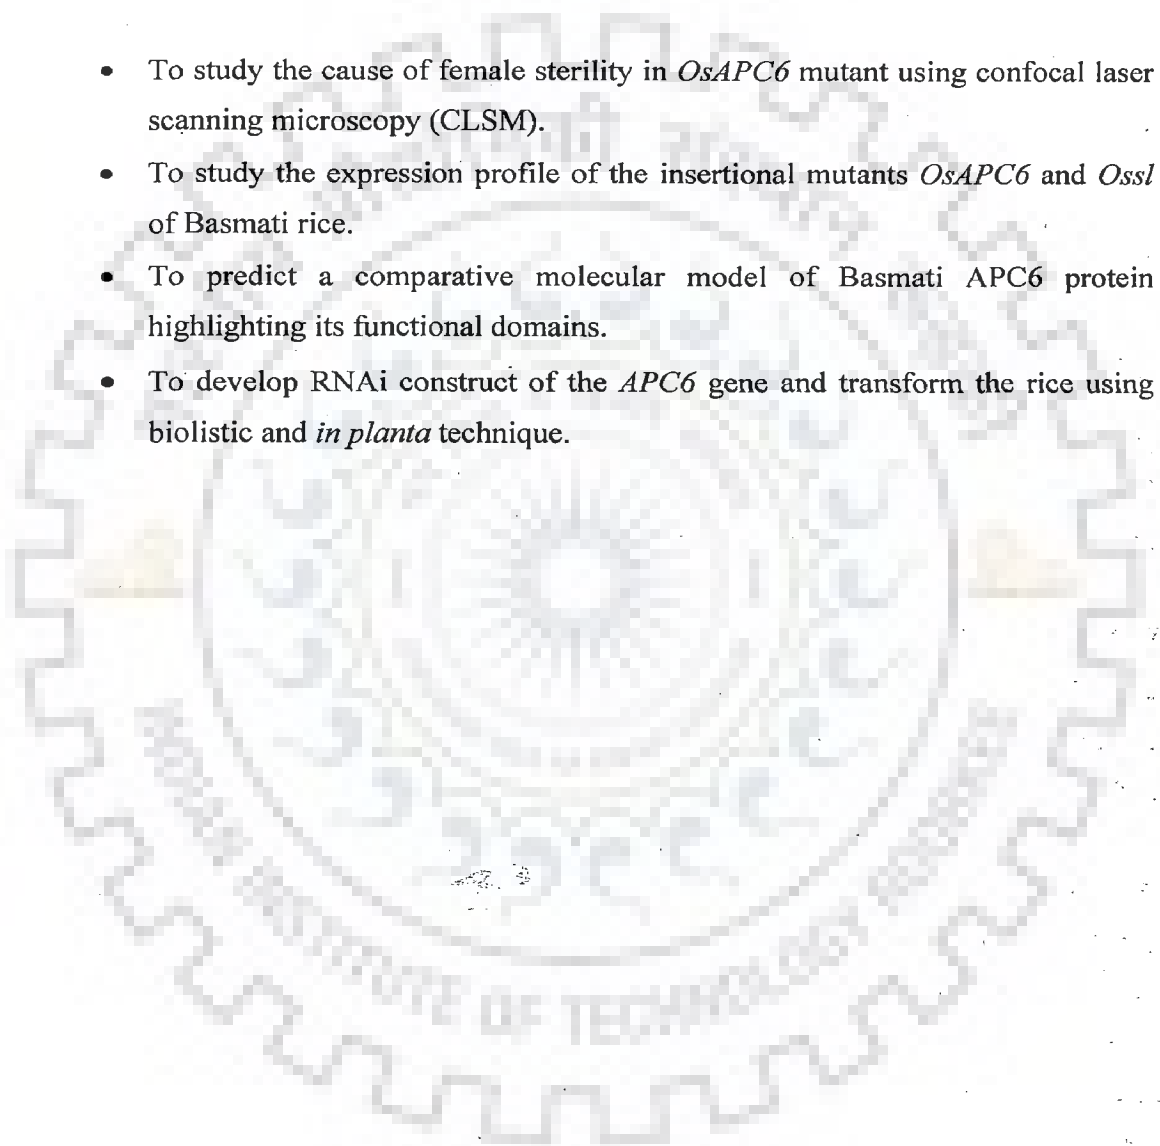 • To study the cause of female sterility in OsAPC6 mutant using confocal laser
scanning microscopy (CLSM).
• To study the expression profile of the insertional mutants OsAPC6 and Ossl
of Basmati rice.
• To predict a comparative molecular model of Basmati APC6 protein
highlighting its functional domains.
• To develop RNAi construct of the APC6 gene and transform the rice using
biolistic and in planta technique.
INSTITUTE OF TECHNOLOGY